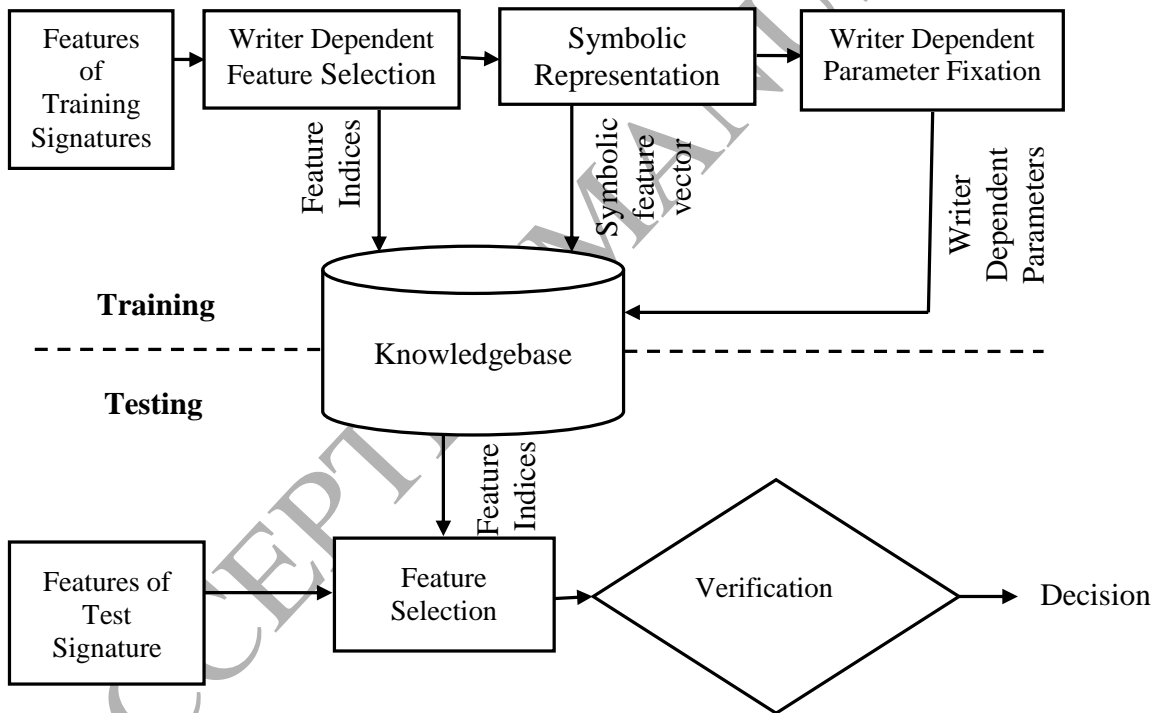 Features
of
Training
Signatures
Writer Dependent
Feature Selection
Symbolic
Representation
Writer Dependent
Parameter Fixation
Feature
Indices
Symbolic
feature
vector
Writer
Dependent
Parameters
Training
Knowledgebase
Testing
Feature
Indices
Features of
Test
Signature
Feature
Selection
Verification
Decision